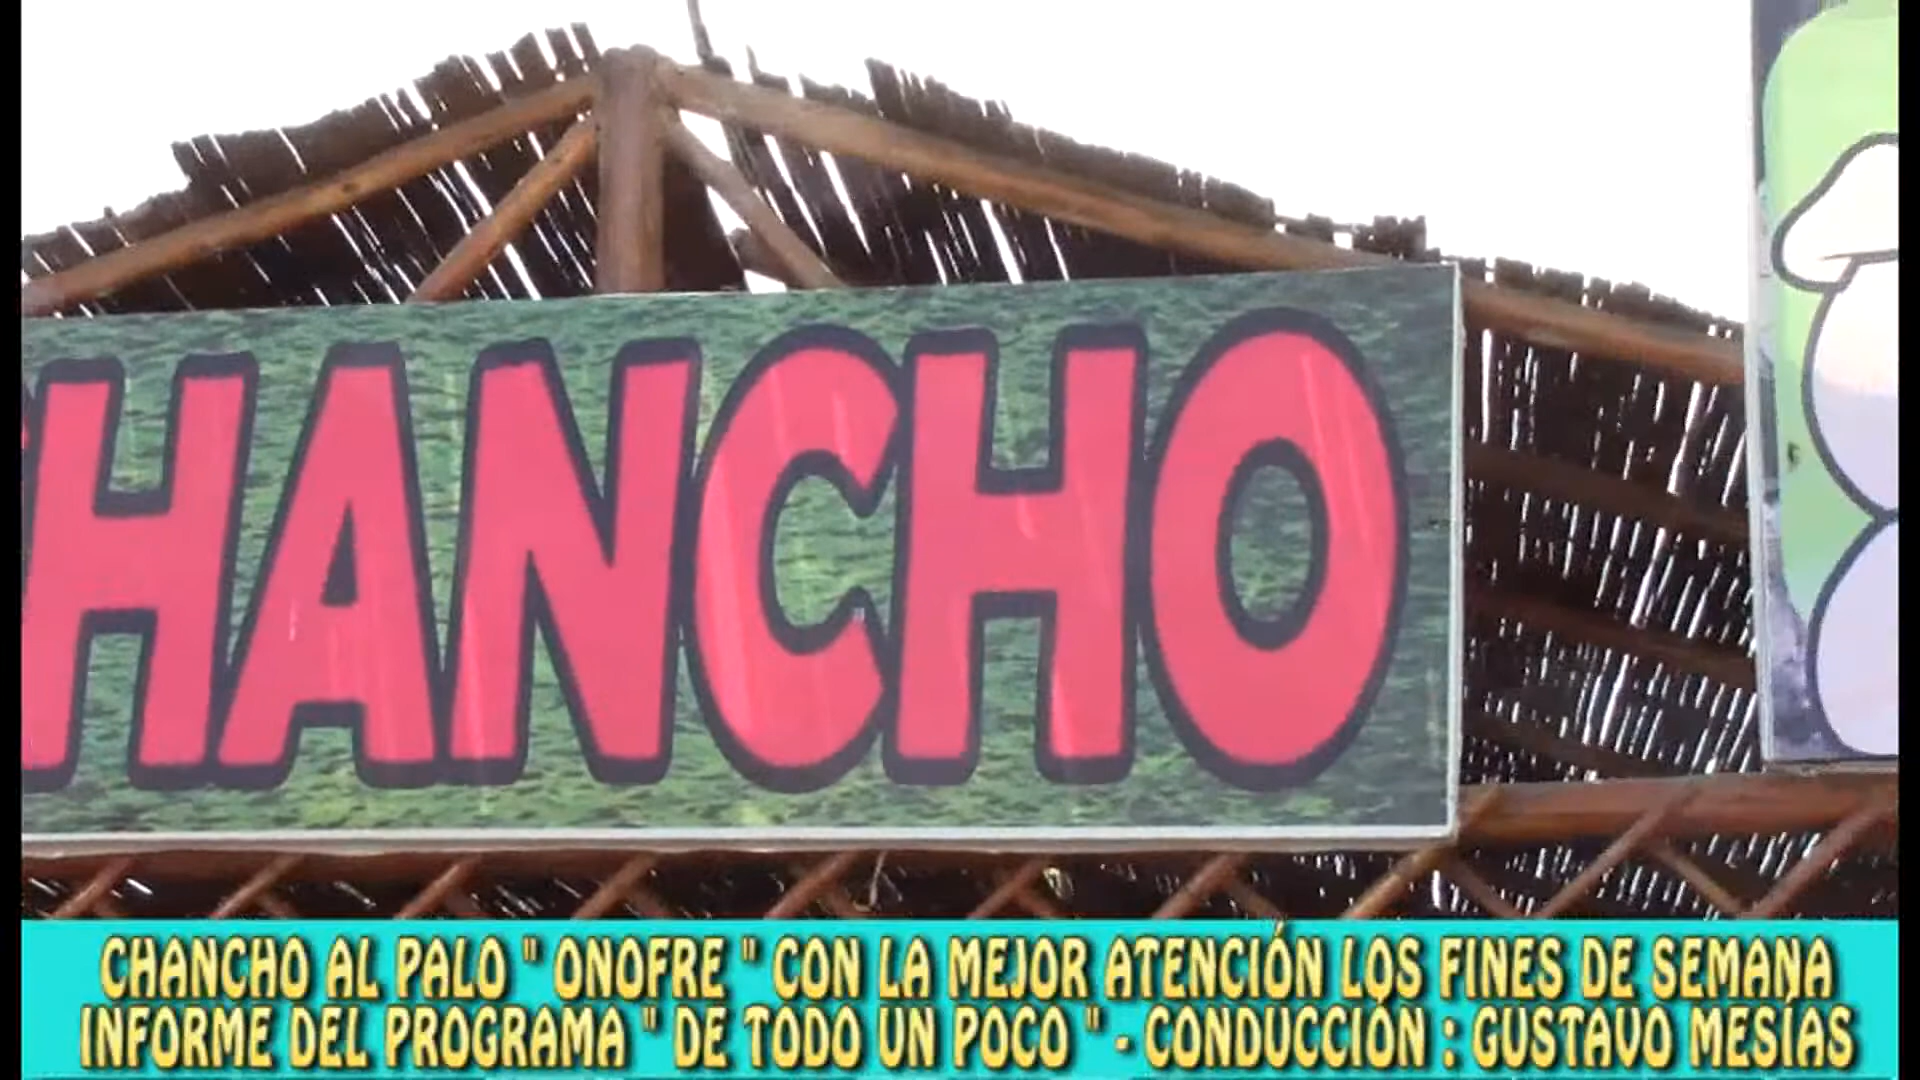 CHANCHO
CHANCHO AL PALO " ONOFRE " CON LA MEJOR ATENCIÓN LOS FINES DE SEMANA
INFORME DEL PROGRAMA " DE TODO UN POCO " - CONDUCCIÓN : GUSTAVO MESÍAS